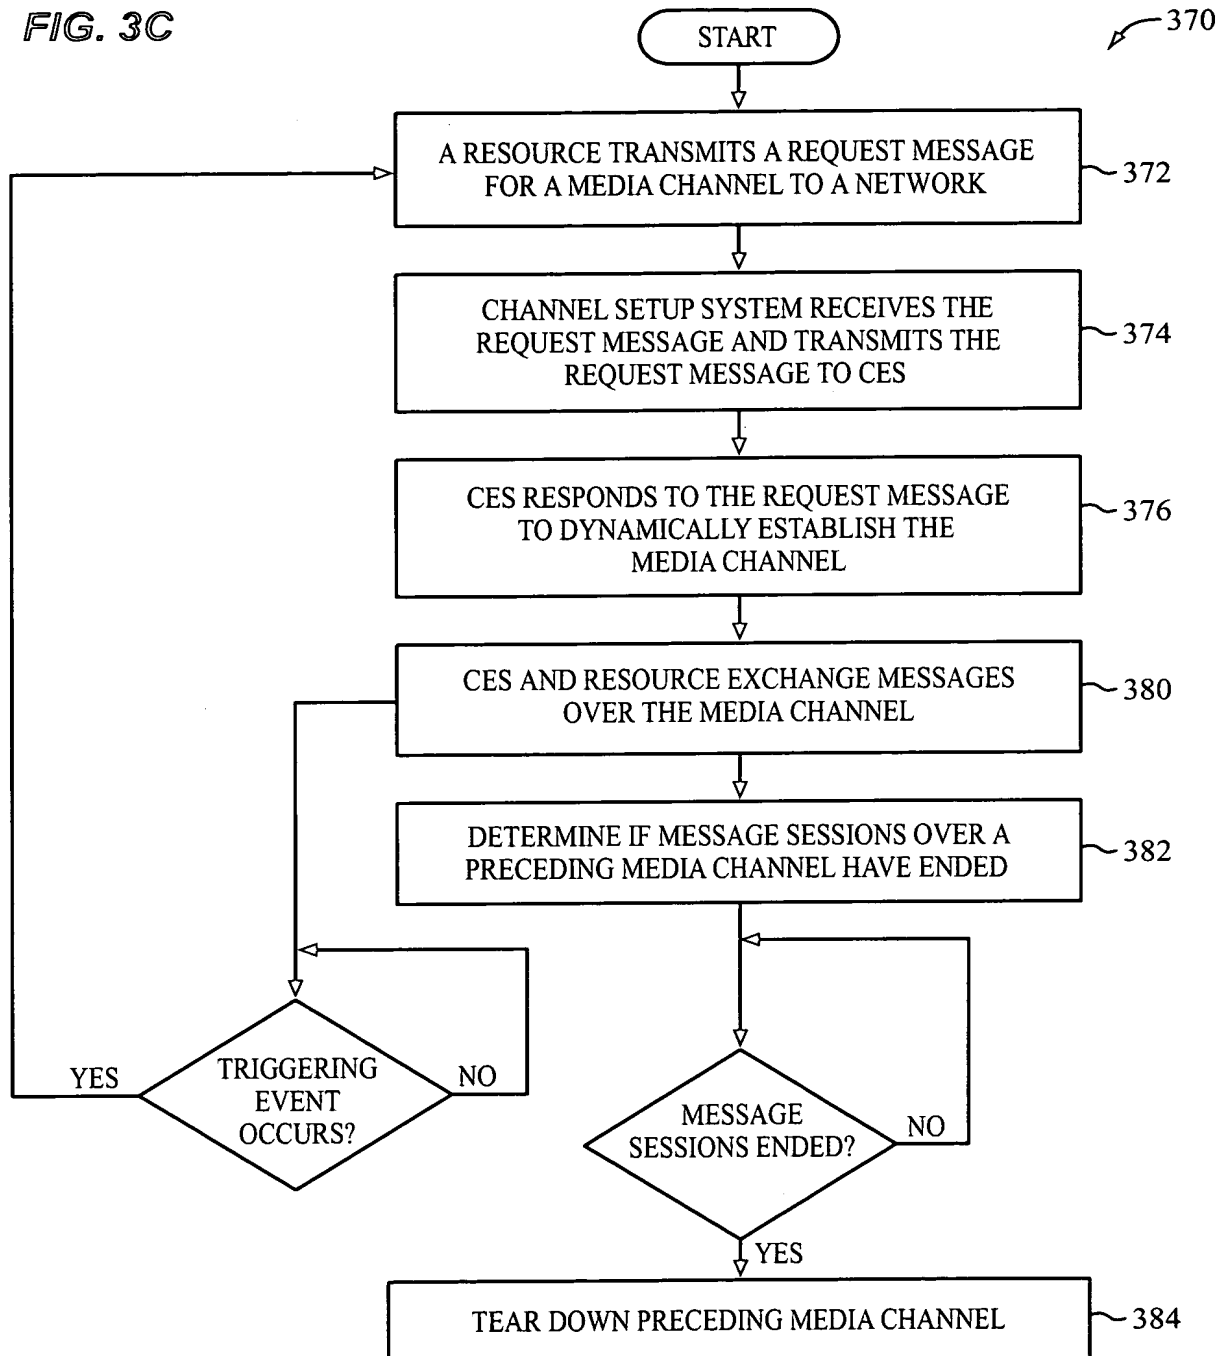 FIG. 3C
START
370
A RESOURCE TRANSMITS A REQUEST MESSAGE
FOR A MEDIA CHANNEL TO A NETWORK
372
CHANNEL SETUP SYSTEM RECEIVES THE
REQUEST MESSAGE AND TRANSMITS THE
REQUEST MESSAGE TO CES
374
CES RESPONDS TO THE REQUEST MESSAGE
TO DYNAMICALLY ESTABLISH THE
MEDIA CHANNEL
376
CES AND RESOURCE EXCHANGE MESSAGES
OVER THE MEDIA CHANNEL
380
DETERMINE IF MESSAGE SESSIONS OVER A
PRECEDING MEDIA CHANNEL HAVE ENDED
382
YES
TRIGGERING
EVENT
OCCURS?
NO
MESSAGE
SESSIONS ENDED?
NO
YES
TEAR DOWN PRECEDING MEDIA CHANNEL
384